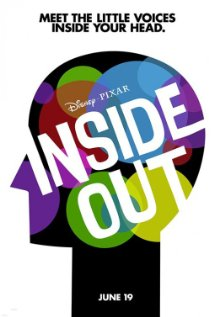 MEET THE LITTLE VOICES
INSIDE YOUR HEAD.
Disney PIXAR
INSIDE
OUT
JUNE 19